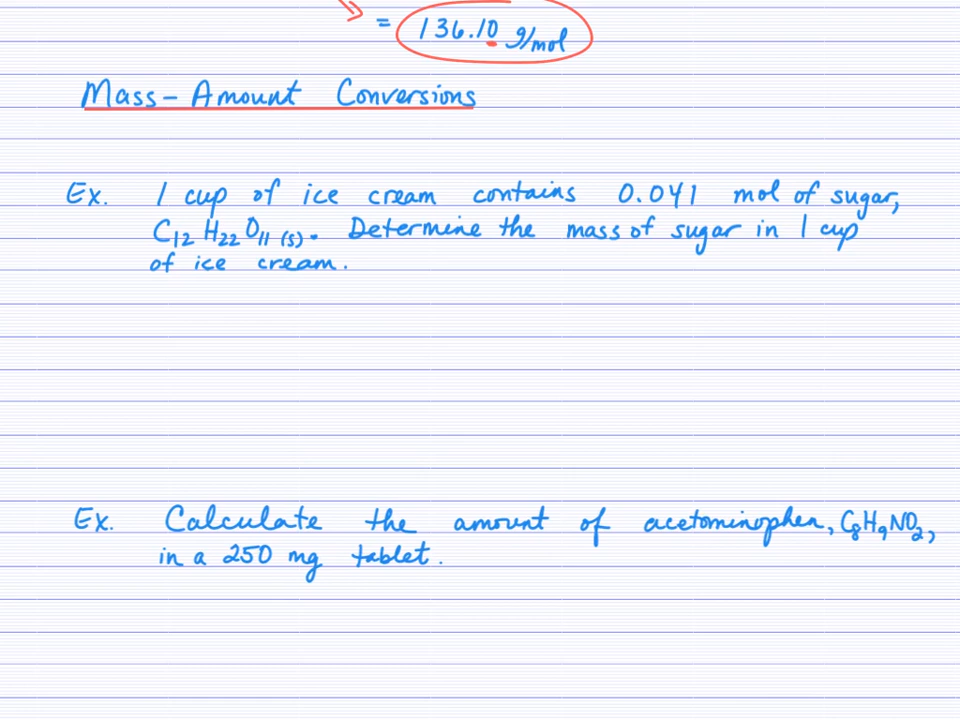 = 136.10 g/mol
Mass - Amount Conversions
Ex. 1 cup of ice cream contains 0.041 mol of sugar,
C12 H22 O11 (s). Determine the mass of sugar in 1 cup
of ice cream.
Ex. Calculate the amount of acetominophen, C8H9NO2,
in a 250 mg tablet.